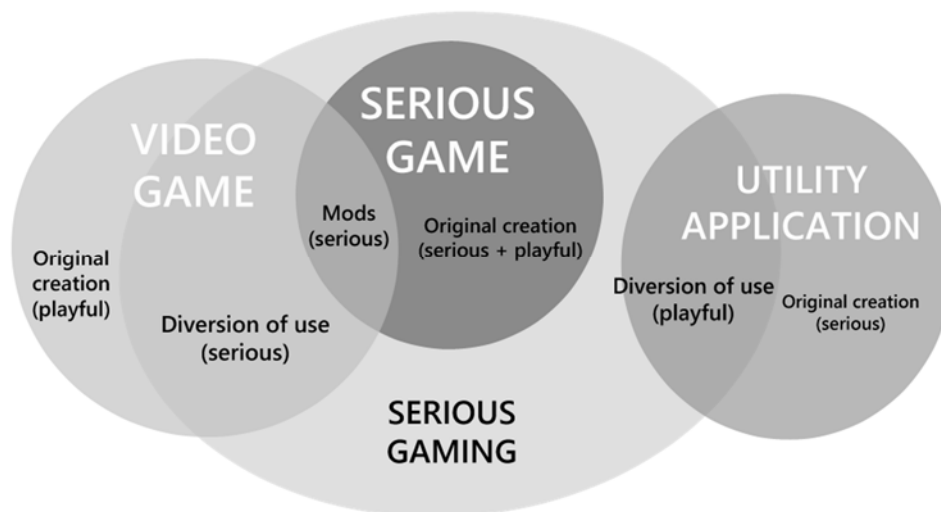 VIDEO
GAME
Original
creation
(playful)
Diversion of use
(serious)
Mods
(serious)
SERIOUS
GAME
Original creation
(serious + playful)
SERIOUS
GAMING
UTILITY
APPLICATION
Diversion of use
(playful)
Original creation
(serious)